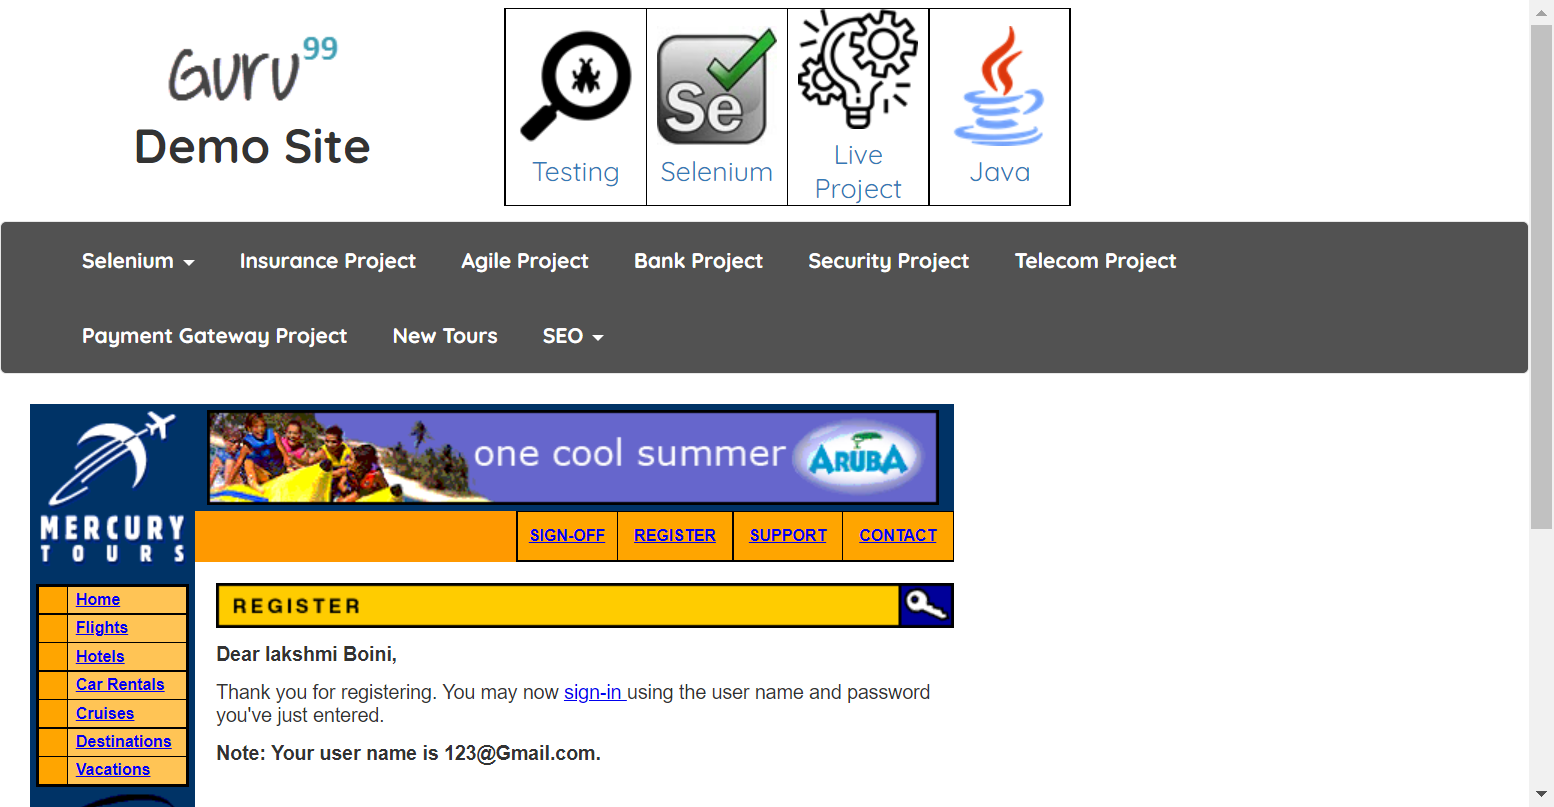 Guru99
Demo Site
Testing
Se
Selenium
Live
Project
Java
Selenium
Insurance Project
Agile Project
Bank Project
Security Project
Telecom Project
Payment Gateway Project
New Tours
SEO
MERCURY
TOURS
one cool summer
ARUBA
SIGN-OFF
REGISTER
SUPPORT
CONTACT
Home
Flights
Hotels
Car Rentals
Cruises
Destinations
Vacations
REGISTER
Dear lakshmi Boini,
Thank you for registering. You may now sign-in using the user name and password
you've just entered.
Note: Your user name is 123@Gmail.com.